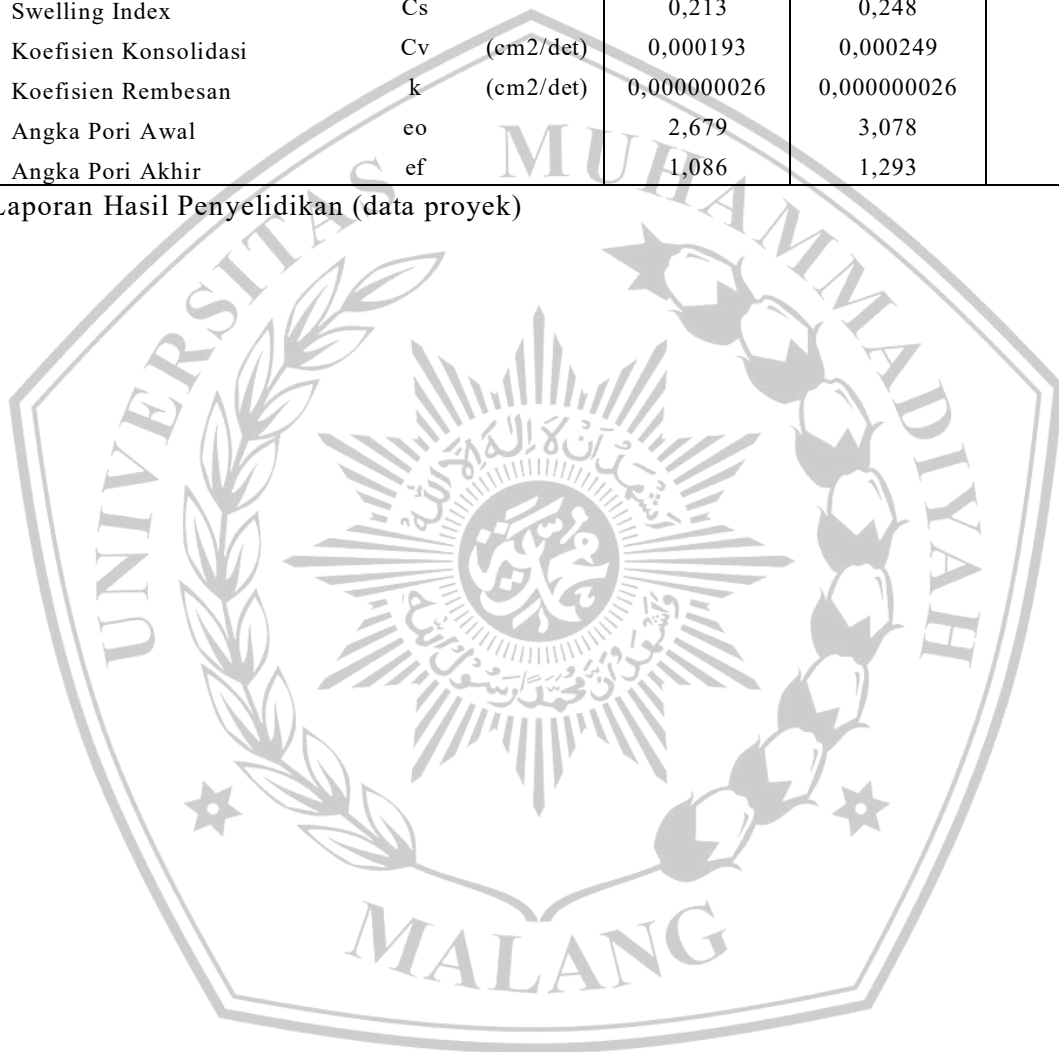 Swelling Index Cs 0,213 0,248
Koefisien Konsolidasi Cv (cm2/det) 0,000193 0,000249
Koefisien Rembesan k (cm2/det) 0,000000026 0,000000026
Angka Pori Awal eo 2,679 3,078
Angka Pori Akhir ef 1,086 1,293
Laporan Hasil Penyelidikan (data proyek)
UNIVERSITAS MUHAMMADIYAH
MALANG